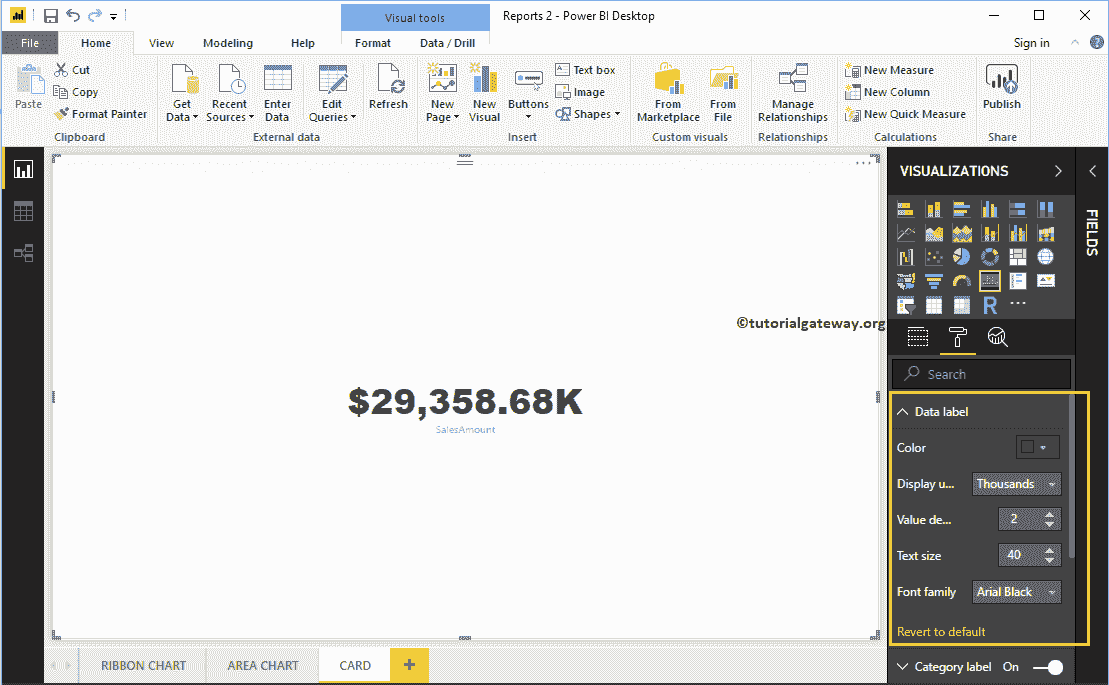 Visual tools
Reports 2 - Power BI Desktop
File Home View Modeling Help Format Data / Drill Sign in
Paste
Cut
Copy
Format Painter
Clipboard
Get Data
Recent Sources
Enter Data
Edit Queries
External data
Refresh
New Page
New Visual
Buttons
Text box
Image
Shapes
Insert
From Marketplace
From File
Custom visuals
Manage Relationships
Relationships
New Measure
New Column
New Quick Measure
Calculations
Publish
Share
VISUALIZATIONS
FIELDS
R
©tutorialgateway.org
$29,358.68K
SalesAmount
Search
Data label
Color
Display u... Thousands
Value de... 2
Text size 40
Font family Arial Black
Revert to default
Category label On
RIBBON CHART AREA CHART CARD +